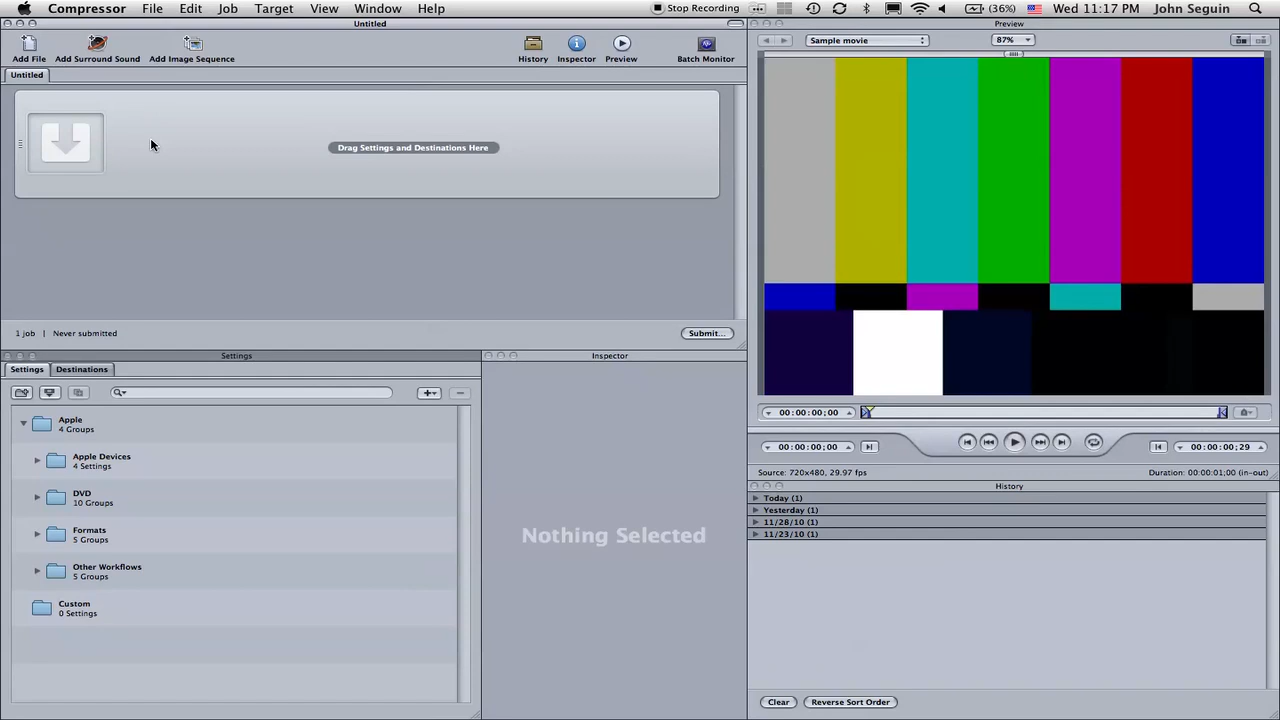 Compressor File Edit Job Target View Window Help Stop Recording (36%) Wed 11:17 PM John Seguin
Untitled
Add File Add Surround Sound Add Image Sequence History Inspector Preview Batch Monitor
Untitled
Drag Settings and Destinations Here
1 job | Never submitted Submit...
Settings
Settings Destinations
Apple
4 Groups
Apple Devices
4 Settings
DVD
10 Groups
Formats
5 Groups
Other Workflows
5 Groups
Custom
0 Settings
Inspector
Nothing Selected
Preview
Sample movie 87%
00:00:00;00
00:00:00;00 00:00:00;29
Source: 720x480, 29.97 fps Duration: 00:00:01;00 (in-out)
History
Today (1)
Yesterday (1)
11/28/10 (1)
11/23/10 (1)
Clear Reverse Sort Order